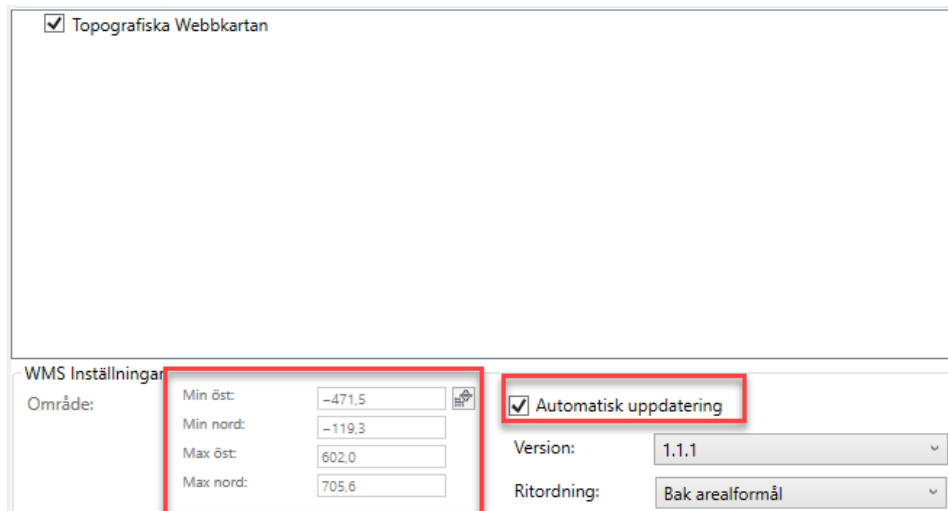 Topografiska Webbkartan
WMS Inställningar
Område:
Min öst: −471,5
Min nord: −119,3
Max öst: 602,0
Max nord: 705,6
Automatisk uppdatering
Version: 1.1.1
Ritordning: Bak arealformål